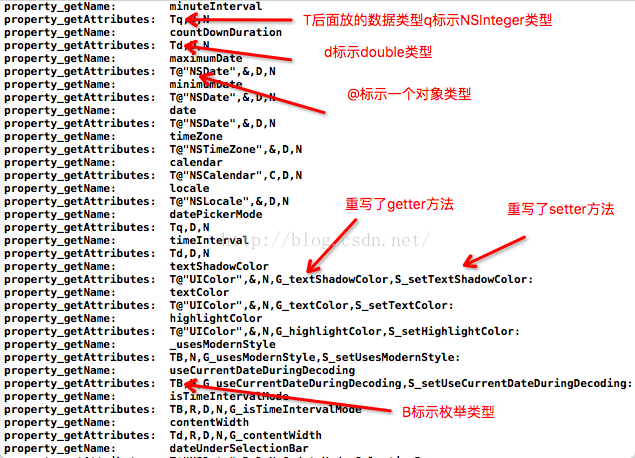 property_getName: minuteInterval
property_getAttributes: Tq,D,N
T后面放的数据类型q标示NSInteger类型
property_getName: countDownDuration
property_getAttributes: Td,D,N
d标示double类型
property_getName: maximumDate
property_getAttributes: T@"NSDate",&,D,N
property_getName: minimumDate
property_getAttributes: T@"NSDate",&,D,N
@标示一个对象类型
property_getName: date
property_getAttributes: T@"NSDate",&,D,N
property_getName: timeZone
property_getAttributes: T@"NSTimeZone",&,D,N
property_getName: calendar
property_getAttributes: T@"NSCalendar",C,D,N
property_getName: locale
property_getAttributes: T@"NSLocale",&,D,N
重写了getter方法
重写了setter方法
property_getName: datePickerMode
property_getAttributes: Tq,D,N
property_getName: timeInterval
http://blog.csdn.net/
property_getAttributes: Td,D,N
property_getName: textShadowColor
property_getAttributes: T@"UIColor",&,N,G_textShadowColor,S_setTextShadowColor:
property_getName: textColor
property_getAttributes: T@"UIColor",&,N,G_textColor,S_setTextColor:
property_getName: highlightColor
property_getAttributes: T@"UIColor",&,N,G_highlightColor,S_setHighlightColor:
property_getName: _usesModernStyle
property_getAttributes: TB,N,G_usesModernStyle,S_setUsesModernStyle:
property_getName: useCurrentDateDuringDecoding
property_getAttributes: TB,N,G_useCurrentDateDuringDecoding,S_setUseCurrentDateDuringDecoding:
property_getName: isTimeIntervalMode
property_getAttributes: TB,R,D,N,G_isTimeIntervalMode
B标示枚举类型
property_getName: contentWidth
property_getAttributes: Td,R,D,N,G_contentWidth
property_getName: dateUnderSelectionBar
property_getAttributes: